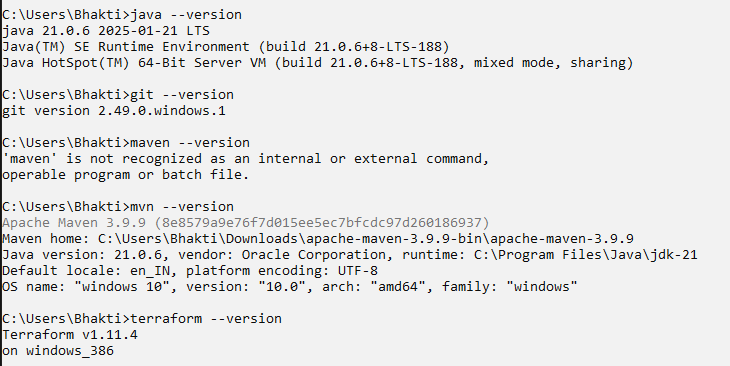 C:\Users\Bhakti>java --version
java 21.0.6 2025-01-21 LTS
Java(TM) SE Runtime Environment (build 21.0.6+8-LTS-188)
Java HotSpot(TM) 64-Bit Server VM (build 21.0.6+8-LTS-188, mixed mode, sharing)
C:\Users\Bhakti>git --version
git version 2.49.0.windows.1
C:\Users\Bhakti>maven --version
'maven' is not recognized as an internal or external command,
operable program or batch file.
C:\Users\Bhakti>mvn --version
Apache Maven 3.9.9 (8e8579a9e76f7d015ee5ec7bfcdc97d260186937)
Maven home: C:\Users\Bhakti\Downloads\apache-maven-3.9.9-bin\apache-maven-3.9.9
Java version: 21.0.6, vendor: Oracle Corporation, runtime: C:\Program Files\Java\jdk-21
Default locale: en_IN, platform encoding: UTF-8
OS name: "windows 10", version: "10.0", arch: "amd64", family: "windows"
C:\Users\Bhakti>terraform --version
Terraform v1.11.4
on windows_386